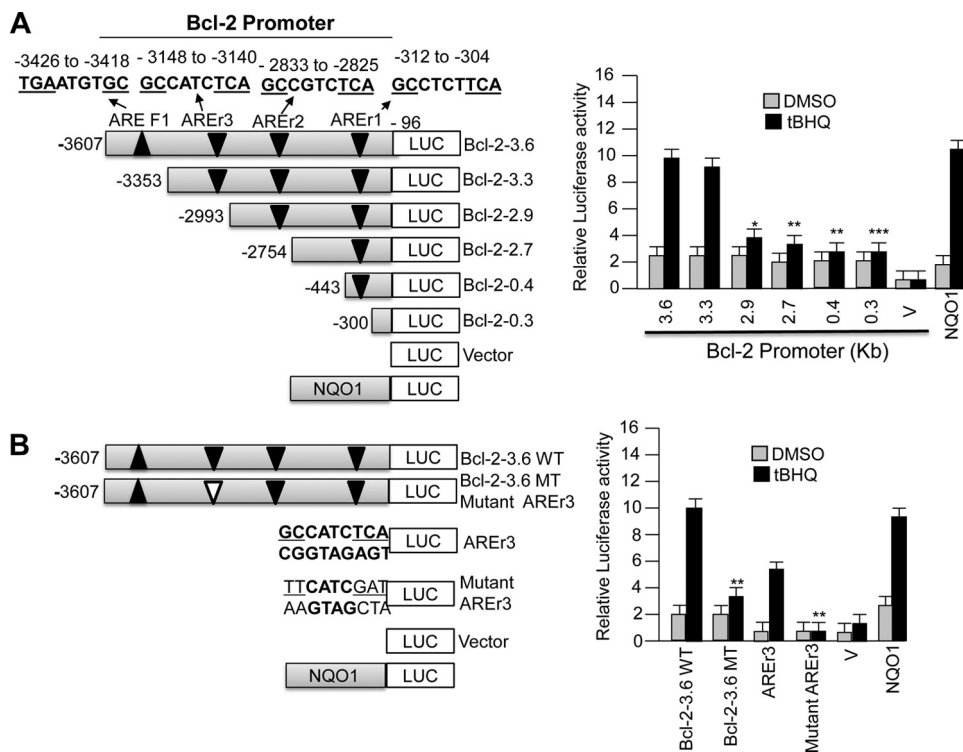 A
Bcl-2 Promoter
-3426 to -3418
- 3148 to -3140
- 2833 to -2825
-312 to -304
TGAATGTGC
GCCATCTCA
GCCGTCTCA
GCCTCTTCA
ARE F1
AREr3
AREr2
AREr1
- 96
-3607
LUC
Bcl-2-3.6
-3353
LUC
Bcl-2-3.3
-2993
LUC
Bcl-2-2.9
-2754
LUC
Bcl-2-2.7
-443
LUC
Bcl-2-0.4
-300
LUC
Bcl-2-0.3
LUC
Vector
NQO1
LUC
Relative Luciferase activity
16
14
12
10
8
6
4
2
0
DMSO
tBHQ
*
**
**
***
3.6
3.3
2.9
2.7
0.4
0.3
V
NQO1
Bcl-2 Promoter (Kb)
B
-3607
LUC
Bcl-2-3.6 WT
-3607
LUC
Bcl-2-3.6 MT
Mutant AREr3
GCCATCTCA
CGGTAGAGT
LUC
AREr3
TTCATCGAT
AAGTAGCTA
LUC
Mutant
AREr3
LUC
Vector
NQO1
LUC
Relative Luciferase activity
16
14
12
10
8
6
4
2
0
DMSO
tBHQ
**
**
Bcl-2-3.6 WT
Bcl-2-3.6 MT
AREr3
Mutant AREr3
V
NQO1